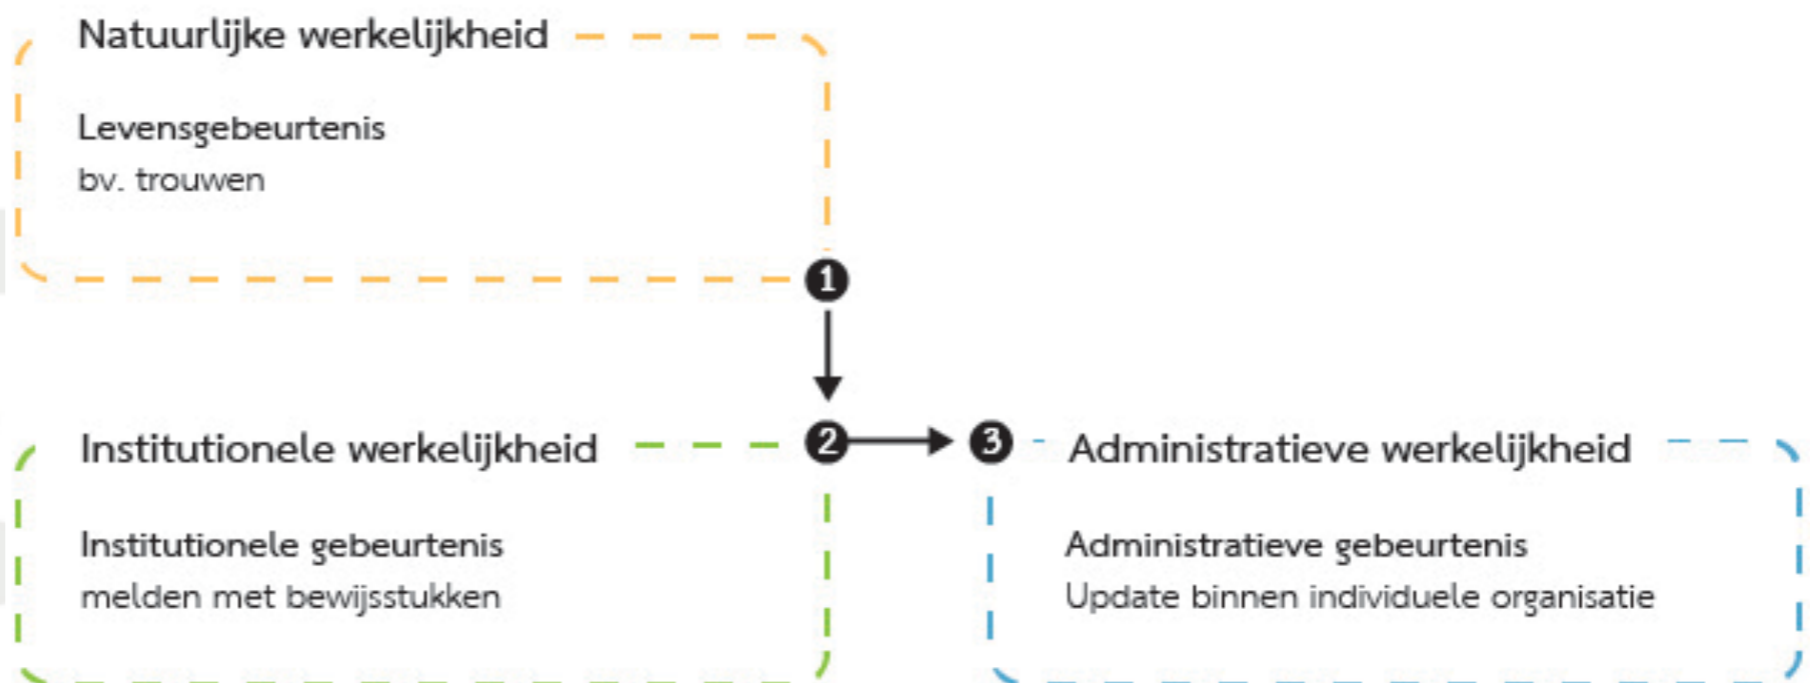 Natuurlijke werkelijkheid
Levensgebeurtenis
bv. trouwen
1
2
3
Institutionele werkelijkheid
Institutionele gebeurtenis
melden met bewijsstukken
Administratieve werkelijkheid
Administratieve gebeurtenis
Update binnen individuele organisatie